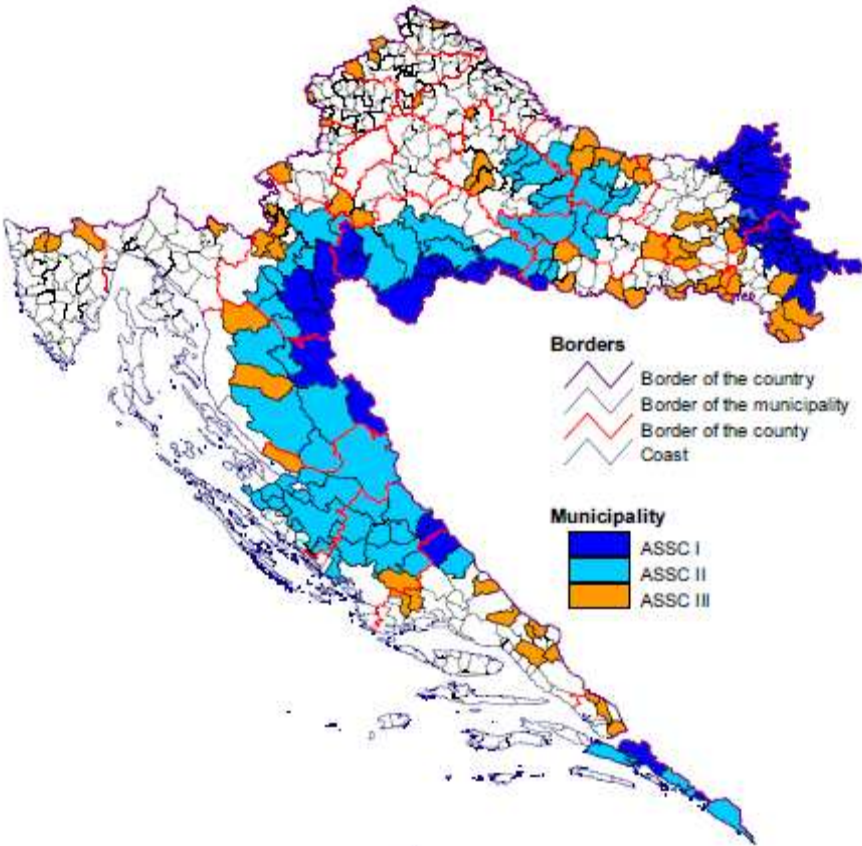 Borders
Border of the country
Border of the municipality
Border of the county
Coast
Municipality
ASSC I
ASSC II
ASSC III